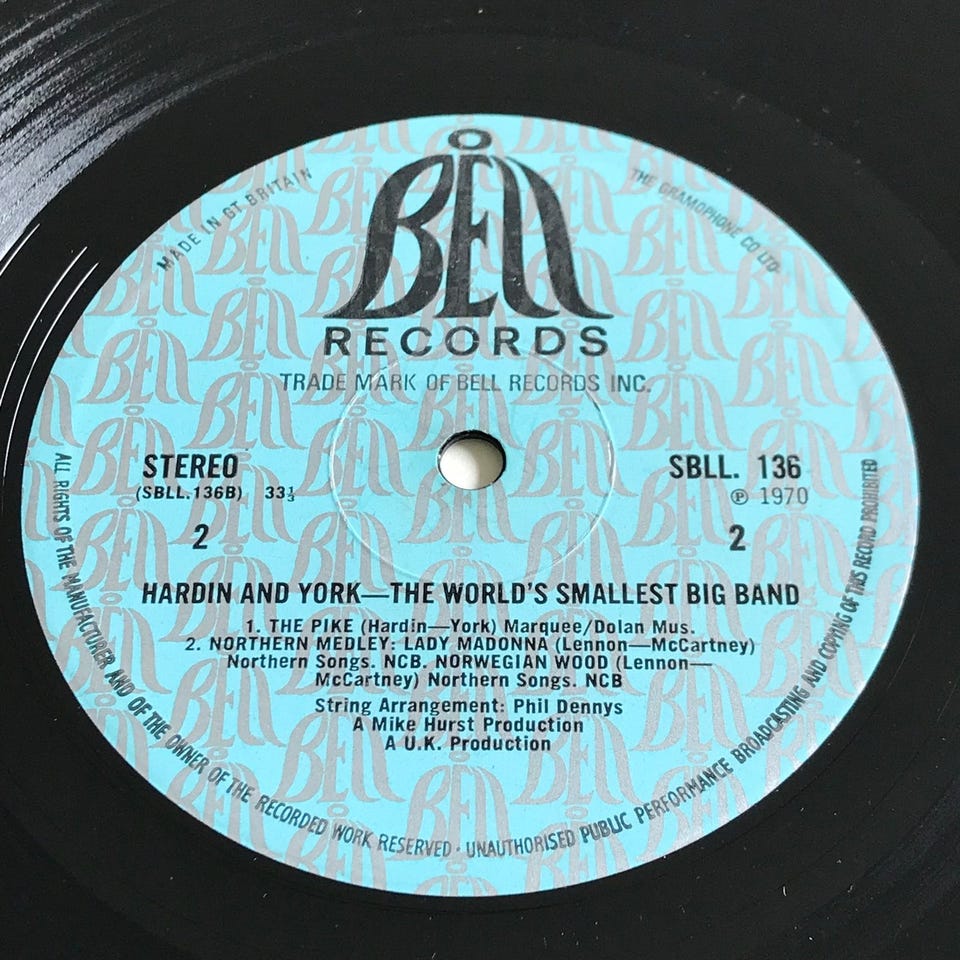 MADE IN GT BRITAIN
THE GRAMOPHONE CO LTD
BELL
RECORDS
TRADE MARK OF BELL RECORDS INC.
STEREO
(SBLL.136B) 33⅓
2
SBLL. 136
℗ 1970
2
HARDIN AND YORK—THE WORLD'S SMALLEST BIG BAND
1. THE PIKE (Hardin—York) Marquee/Dolan Mus.
2. NORTHERN MEDLEY: LADY MADONNA (Lennon—McCartney)
Northern Songs. NCB. NORWEGIAN WOOD (Lennon—
McCartney) Northern Songs. NCB
String Arrangement: Phil Dennys
A Mike Hurst Production
A U.K. Production
ALL RIGHTS OF THE MANUFACTURER AND OF THE OWNER OF THE RECORDED WORK RESERVED · UNAUTHORISED PUBLIC PERFORMANCE BROADCASTING AND COPYING OF THIS RECORD PROHIBITED